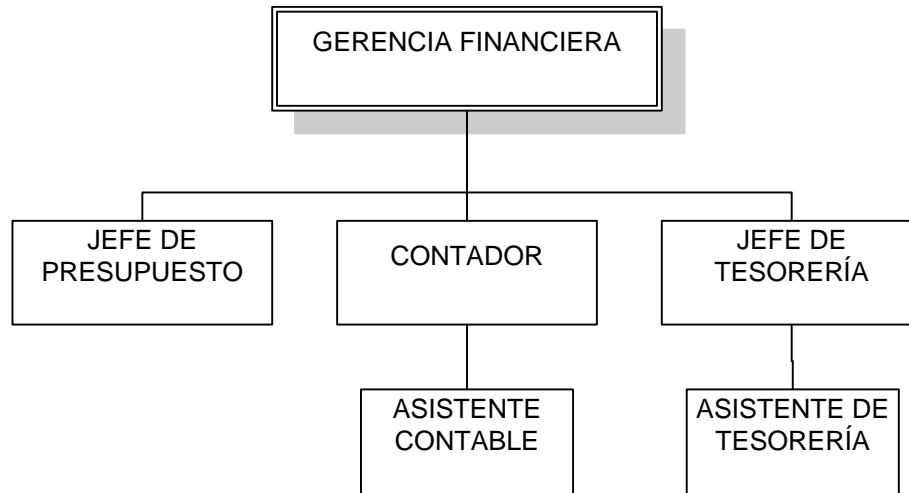 GERENCIA FINANCIERA
JEFE DE
PRESUPUESTO
CONTADOR
JEFE DE
TESORERÍA
ASISTENTE
CONTABLE
ASISTENTE DE
TESORERÍA